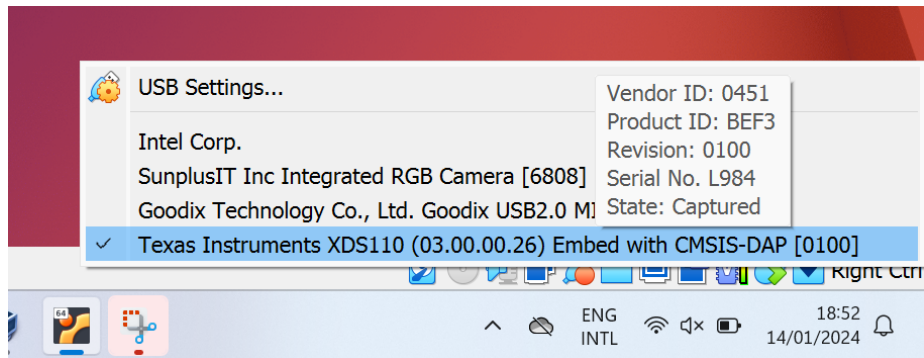 USB Settings...
Intel Corp.
SunplusIT Inc Integrated RGB Camera [6808]
Goodix Technology Co., Ltd. Goodix USB2.0 MI
Texas Instruments XDS110 (03.00.00.26) Embed with CMSIS-DAP [0100]
Vendor ID: 0451
Product ID: BEF3
Revision: 0100
Serial No. L984
State: Captured
Right Ctrl
64
ENG
INTL
18:52
14/01/2024